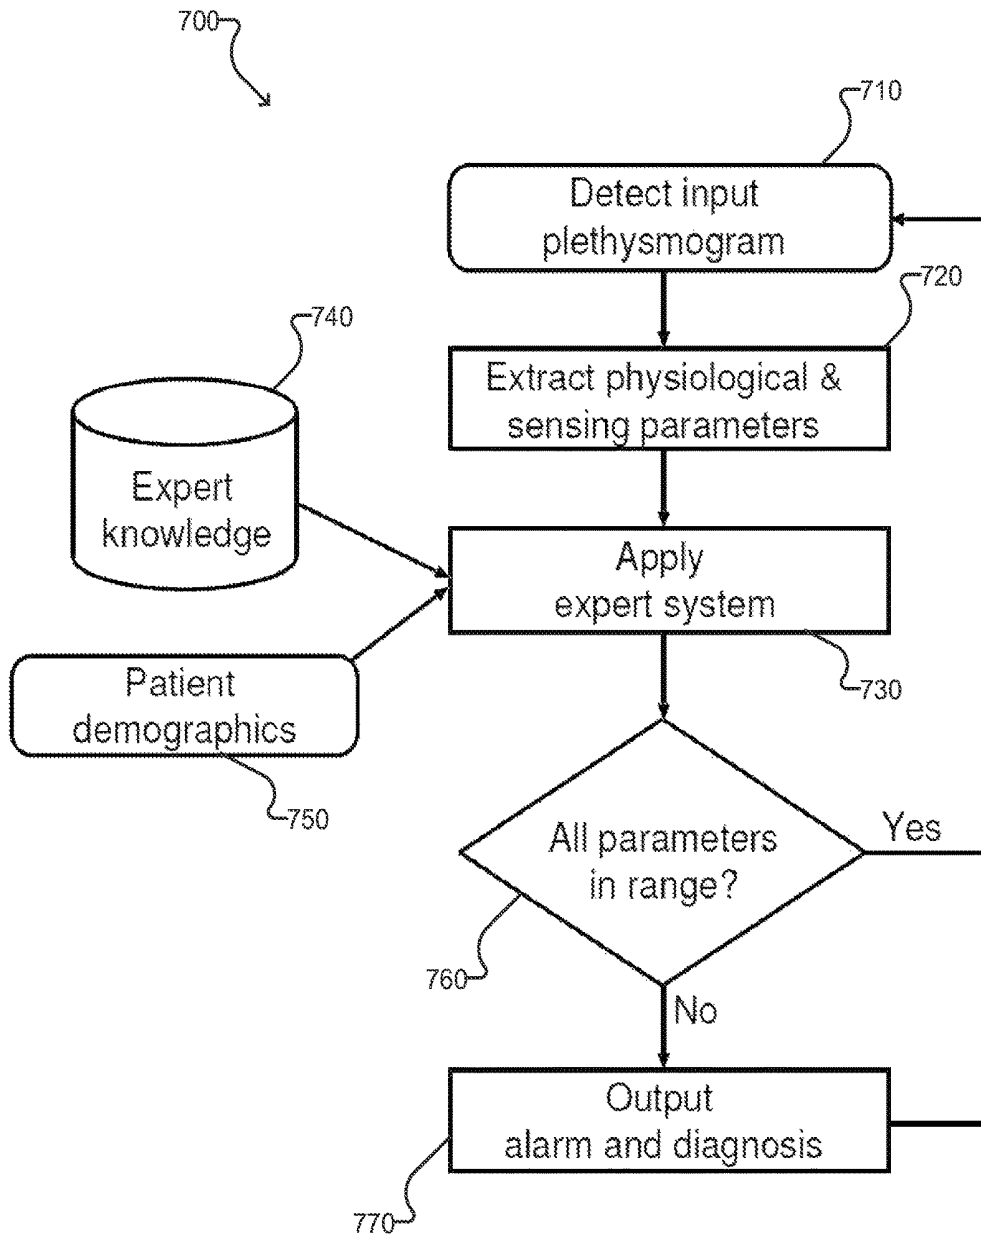 700
710
Detect input
plethysmogram
720
740
Extract physiological &
sensing parameters
Expert
knowledge
Apply
expert system
730
Patient
demographics
750
All parameters
in range?
Yes
760
No
Output
alarm and diagnosis
770